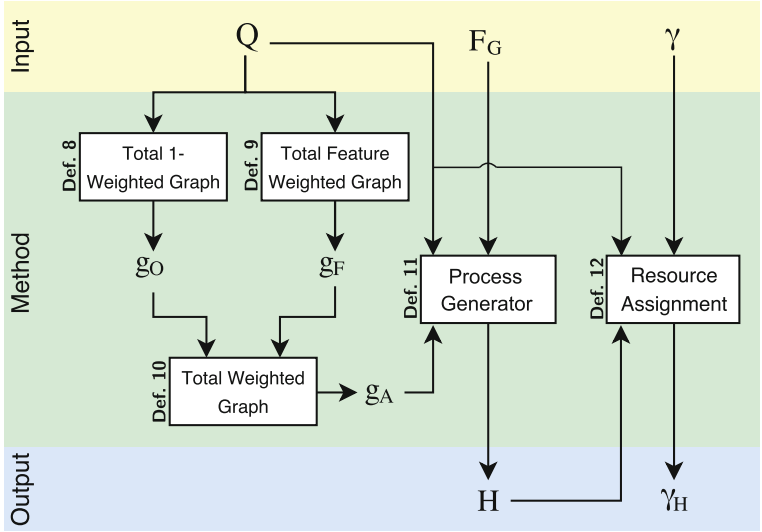 Input
Q
F_G
γ
Method
Def. 8
Total 1-
Weighted Graph
Def. 9
Total Feature
Weighted Graph
g_O
g_F
Def. 11
Process
Generator
Def. 12
Resource
Assignment
Def. 10
Total Weighted
Graph
g_A
Output
H
γ_H